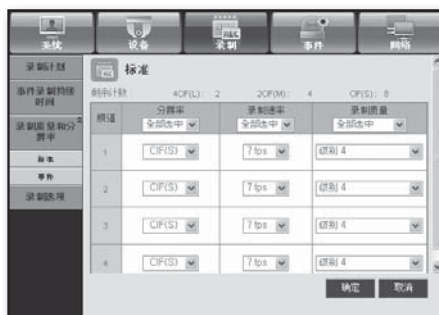 系统 设备 录制 事件 网络
录制计划
事件录制持续
时间
录制质量和分
辨率
标准
事件
录制选项
标准
帧率计数 4CIF(L): 2 2CIF(M): 4 CIF(S): 8
频道 分辨率 录制速率 录制质量
全部选中 全部选中 全部选中
1 CIF(S) 7 fps 级别 4
2 CIF(S) 7 fps 级别 4
3 CIF(S) 7 fps 级别 4
4 CIF(S) 7 fps 级别 4
确定 取消